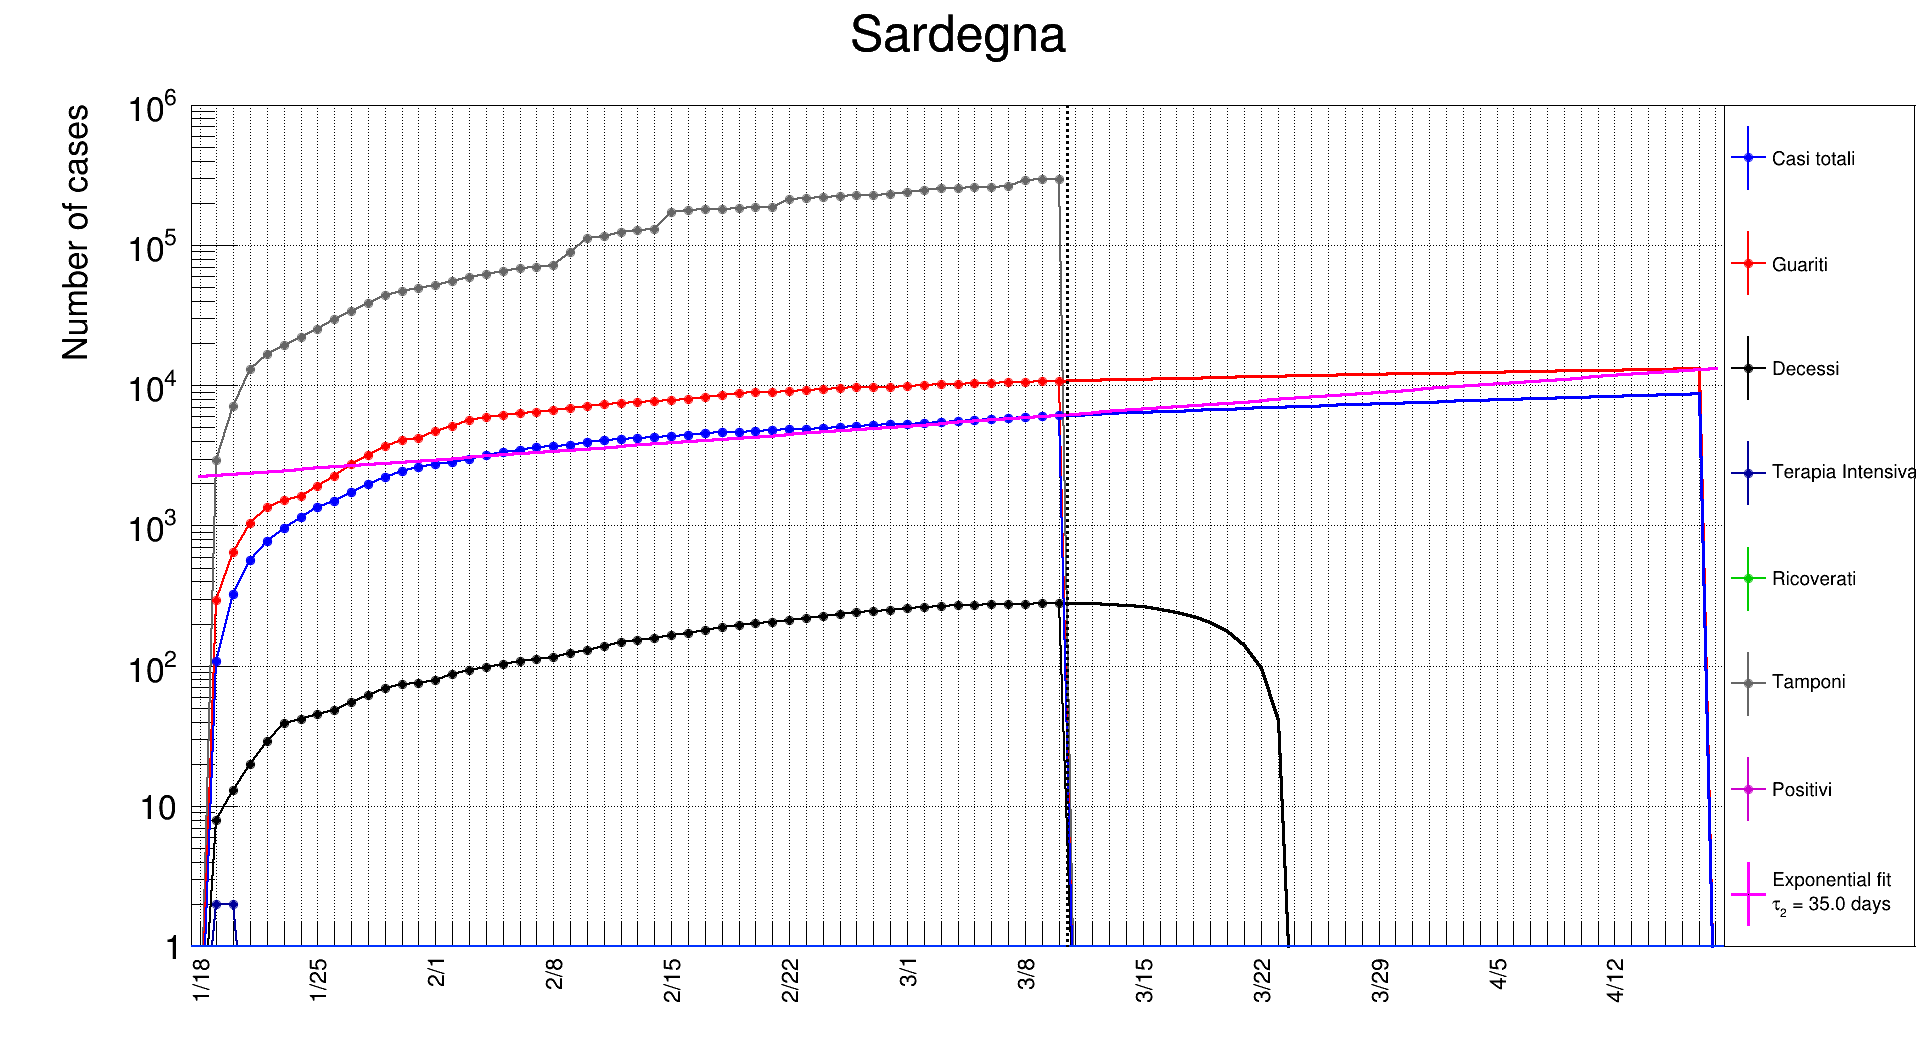 Sardegna
Number of cases
10^6
10^5
10^4
10^3
10^2
10
1
1/18
1/25
2/1
2/8
2/15
2/22
3/1
3/8
3/15
3/22
3/29
4/5
4/12
Casi totali
Guariti
Decessi
Terapia Intensiva
Ricoverati
Tamponi
Positivi
Exponential fit
τ_2 = 35.0 days